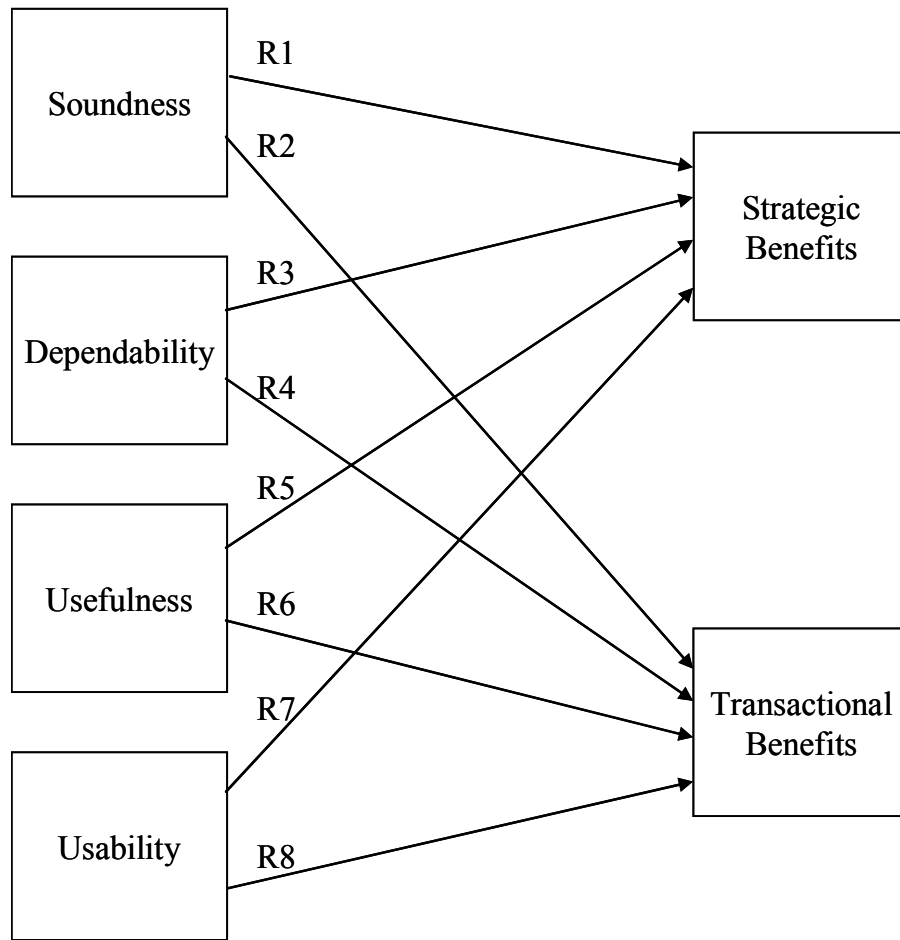 R1
Soundness
R2
Strategic
Benefits
R3
Dependability
R4
R5
Usefulness
R6
Transactional
Benefits
R7
Usability
R8